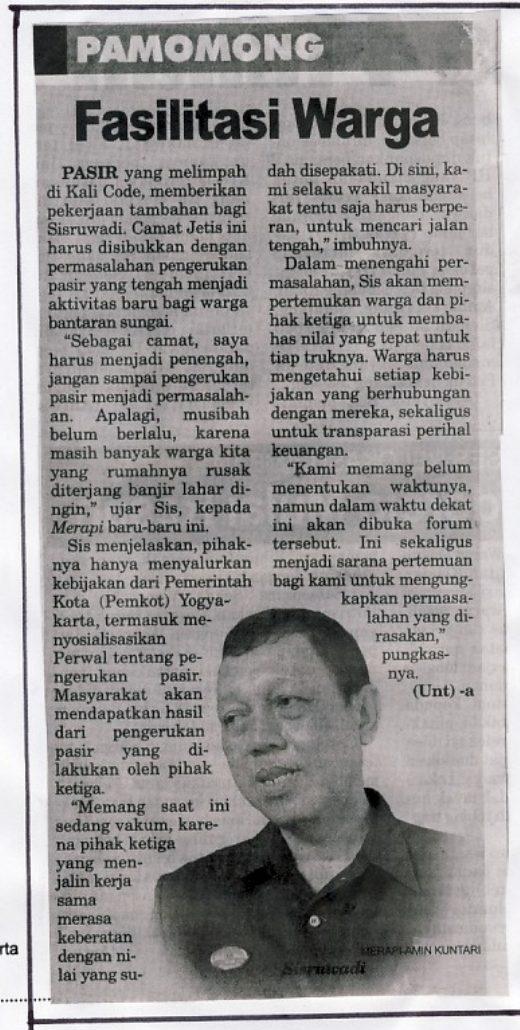 PAMOMONG
Fasilitasi Warga
PASIR yang melimpah
di Kali Code, memberikan
pekerjaan tambahan bagi
Sisruwadi. Camat Jetis ini
harus disibukkan dengan
permasalahan pengerukan
pasir yang tengah menjadi
aktivitas baru bagi warga
bantaran sungai.
"Sebagai camat, saya
harus menjadi penengah,
jangan sampai pengerukan
pasir menjadi permasalah-
an. Apalagi, musibah
belum berlalu, karena
masih banyak warga kita
yang rumahnya rusak
diterjang banjir lahar di-
ngin," ujar Sis, kepada
Merapi baru-baru ini.
Sis menjelaskan, pihak-
nya hanya menyalurkan
kebijakan dari Pemerintah
Kota (Pemkot) Yogya-
karta, termasuk me-
nyosialisasikan
Perwal tentang pe-
ngerukan pasir.
Masyarakat akan
mendapatkan hasil
dari pengerukan
pasir yang di-
lakukan oleh pihak
ketiga.
"Memang saat ini
sedang vakum, kare-
na pihak ketiga
yang men-
jalin kerja
sama
merasa
keberatan
dengan ni-
lai yang su-
dah disepakati. Di sini, ka-
mi selaku wakil masyara-
kat tentu saja harus berpe-
ran, untuk mencari jalan
tengah," imbuhnya.
Dalam menengahi per-
masalahan, Sis akan mem-
pertemukan warga dan pi-
hak ketiga untuk memba-
has nilai yang tepat untuk
tiap truknya. Warga harus
mengetahui setiap kebi-
jakan yang berhubungan
dengan mereka, sekaligus
untuk transparasi perihal
keuangan.
"Kami memang belum
menentukan waktunya,
namun dalam waktu dekat
ini akan dibuka forum
tersebut. Ini sekaligus
menjadi sarana pertemuan
bagi kami untuk mengung-
kapkan permasa-
lahan yang di-
rasakan,"
pungkas-
nya.
(Unt) -a
MERAPI-AMIN KUNTARI
Sisruwadi
rta